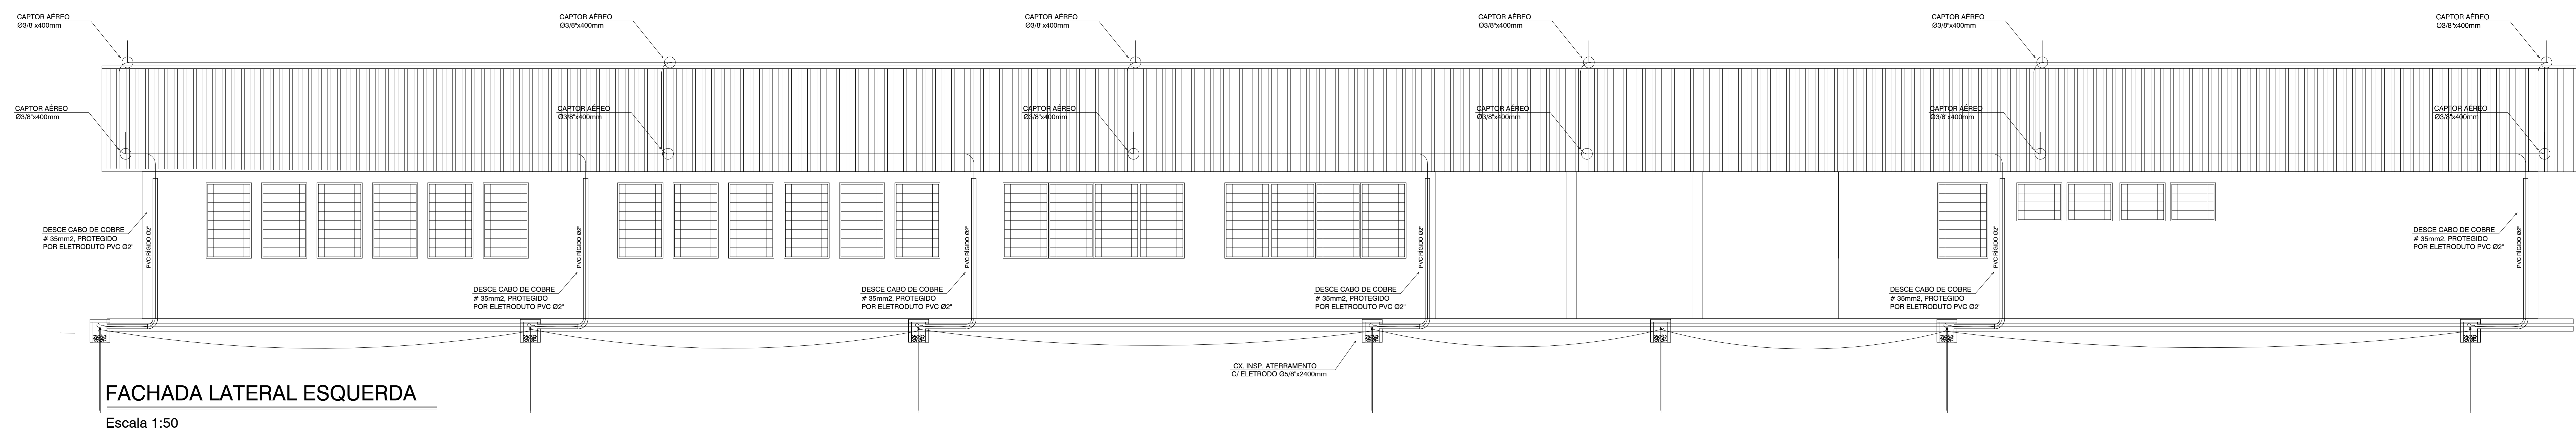 CAPTOR AÉREO
Ø3/8"x400mm
CAPTOR AÉREO
Ø3/8"x400mm
CAPTOR AÉREO
Ø3/8"x400mm
CAPTOR AÉREO
Ø3/8"x400mm
CAPTOR AÉREO
Ø3/8"x400mm
CAPTOR AÉREO
Ø3/8"x400mm
CAPTOR AÉREO
Ø3/8"x400mm
CAPTOR AÉREO
Ø3/8"x400mm
CAPTOR AÉREO
Ø3/8"x400mm
CAPTOR AÉREO
Ø3/8"x400mm
CAPTOR AÉREO
Ø3/8"x400mm
CAPTOR AÉREO
Ø3/8"x400mm
DESCE CABO DE COBRE
# 35mm2, PROTEGIDO
POR ELETRODUTO PVC Ø2"
PVC RÍGIDO Ø2"
PVC RÍGIDO Ø2"
PVC RÍGIDO Ø2"
PVC RÍGIDO Ø2"
PVC RÍGIDO Ø2"
DESCE CABO DE COBRE
# 35mm2, PROTEGIDO
POR ELETRODUTO PVC Ø2"
PVC RÍGIDO Ø2"
DESCE CABO DE COBRE
# 35mm2, PROTEGIDO
POR ELETRODUTO PVC Ø2"
DESCE CABO DE COBRE
# 35mm2, PROTEGIDO
POR ELETRODUTO PVC Ø2"
DESCE CABO DE COBRE
# 35mm2, PROTEGIDO
POR ELETRODUTO PVC Ø2"
DESCE CABO DE COBRE
# 35mm2, PROTEGIDO
POR ELETRODUTO PVC Ø2"
CX. INSP. ATERRAMENTO
C/ ELETRODO Ø5/8"x2400mm
FACHADA LATERAL ESQUERDA
Escala 1:50